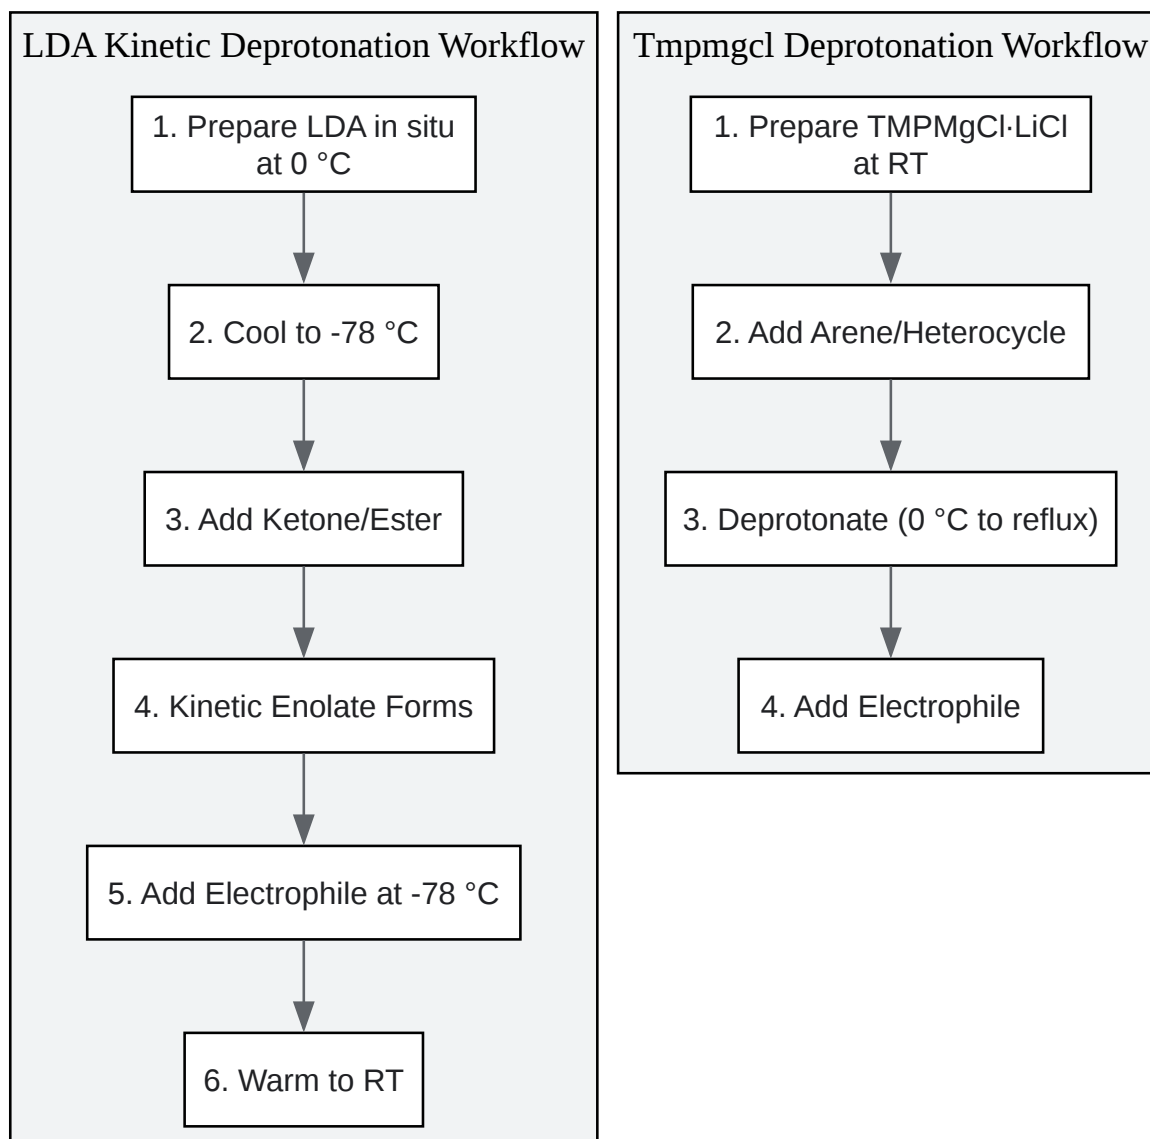 LDA Kinetic Deprotonation Workflow
1. Prepare LDA in situ
at 0 °C
2. Cool to -78 °C
3. Add Ketone/Ester
4. Kinetic Enolate Forms
5. Add Electrophile at -78 °C
6. Warm to RT
Tmpmgcl Deprotonation Workflow
1. Prepare TMPMgCl·LiCl
at RT
2. Add Arene/Heterocycle
3. Deprotonate (0 °C to reflux)
4. Add Electrophile